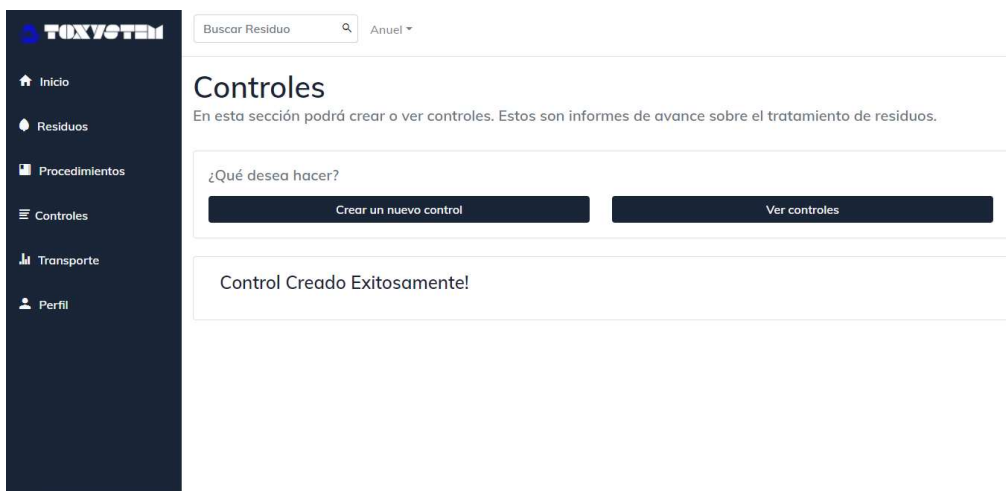 TOXYSTEM
Buscar Residuo
Anuel
Inicio
Residuos
Procedimientos
Controles
Transporte
Perfil
Controles
En esta sección podrá crear o ver controles. Estos son informes de avance sobre el tratamiento de residuos.
¿Qué desea hacer?
Crear un nuevo control
Ver controles
Control Creado Exitosamente!